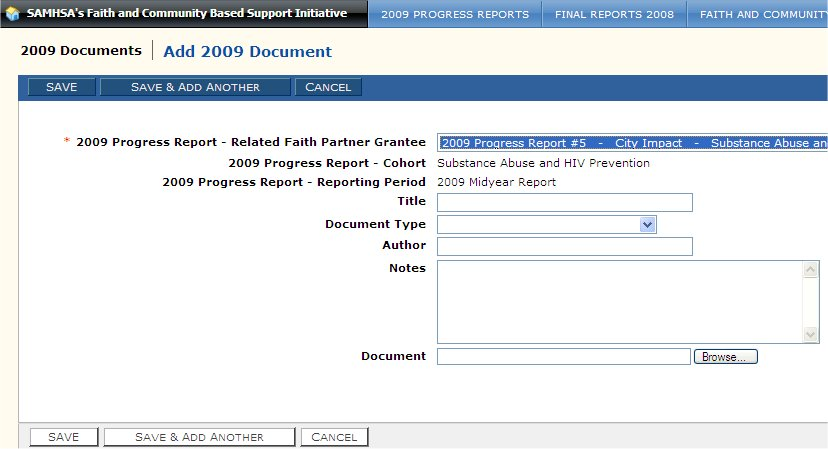 SAMHSA's Faith and Community Based Support Initiative 2009 PROGRESS REPORTS FINAL REPORTS 2008 FAITH AND COMMUNITY
2009 Documents Add 2009 Document
SAVE SAVE & ADD ANOTHER CANCEL
* 2009 Progress Report - Related Faith Partner Grantee 2009 Progress Report #5 - City Impact - Substance Abuse an
2009 Progress Report - Cohort Substance Abuse and HIV Prevention
2009 Progress Report - Reporting Period 2009 Midyear Report
Title
Document Type
Author
Notes
Document Browse...
SAVE SAVE & ADD ANOTHER CANCEL